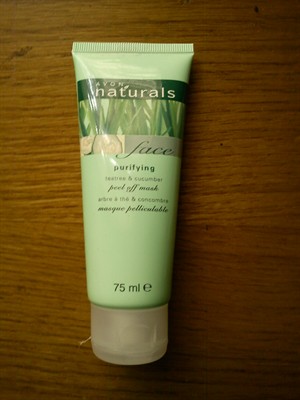 AVON
naturals
face
purifying
teatree & cucumber
peel off mask
arbre à thé & concombre
masque pelliculable
75 ml e